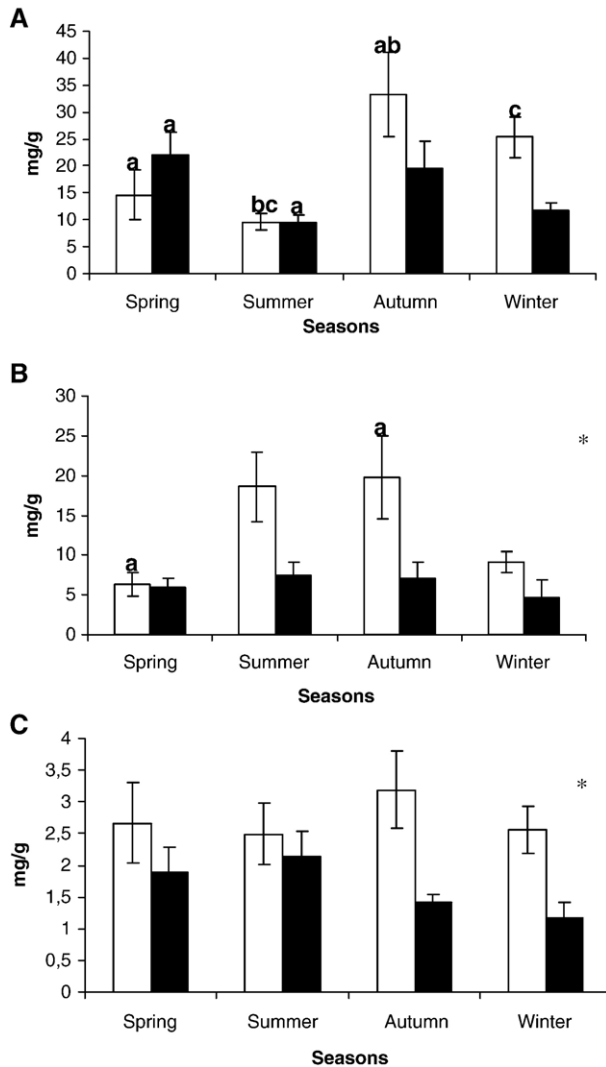 A
45
40
35
30
25
20
15
10
5
0
mg/g
a
a
bc
a
ab
c
Spring Summer Autumn Winter
Seasons
B
30
25
20
15
10
5
0
mg/g
a
a
*
Spring Summer Autumn Winter
Seasons
C
4
3,5
3
2,5
2
1,5
1
0,5
0
mg/g
*
Spring Summer Autumn Winter
Seasons